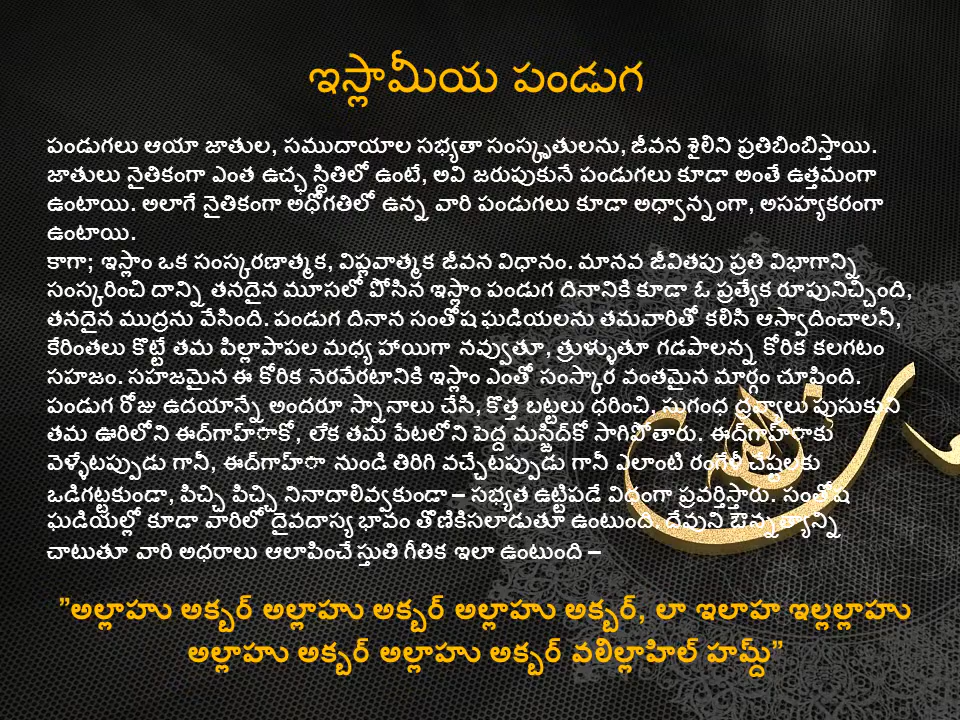 ఇస్లామీయ పండుగ
పండుగలు ఆయా జాతుల, సముదాయాల సభ్యతా సంస్కృతులను, జీవన శైలిని ప్రతిబింబిస్తాయి.
జాతులు నైతికంగా ఎంత ఉచ్ఛ స్థితిలో ఉంటే, అవి జరుపుకునే పండుగలు కూడా అంతే ఉత్తమంగా
ఉంటాయి. అలాగే నైతికంగా అధోగతిలో ఉన్న వారి పండుగలు కూడా అధ్వాన్నంగా, అసహ్యకరంగా
ఉంటాయి.
కాగా; ఇస్లాం ఒక సంస్కరణాత్మక, విప్లవాత్మక జీవన విధానం. మానవ జీవితపు ప్రతి విభాగాన్ని
సంస్కరించి దాన్ని తనదైన మూసలో పోసిన ఇస్లాం పండుగ దినానికి కూడా ఓ ప్రత్యేక రూపునిచ్చింది,
తనదైన ముద్రను వేసింది. పండుగ దినాన సంతోష ఘడియలను తమవారితో కలిసి ఆస్వాదించాలనీ,
కేరింతలు కొట్టే తమ పిల్లాపాపల మధ్య హాయిగా నవ్వుతూ, త్రుళ్ళుతూ గడపాలన్న కోరిక కలగటం
సహజం. సహజమైన ఈ కోరిక నెరవేరటానికి ఇస్లాం ఎంతో సంస్కార వంతమైన మార్గం చూపింది.
పండుగ రోజు ఉదయాన్నే అందరూ స్నానాలు చేసి, కొత్త బట్టలు ధరించి, సుగంధ ద్రవ్యాలు పుసుకుని
తమ ఊరిలోని ఈద్‌గాహ్‌ాకో, లేక తమ పేటలోని పెద్ద మస్జిద్‌కో సాగిపోతారు. ఈద్‌గాహ్‌ాకు
వెళ్ళేటప్పుడు గానీ, ఈద్‌గాహ్‌ా నుండి తిరిగి వచ్చేటప్పుడు గానీ ఎలాంటి రంగేళీ చేష్టలకు
ఒడిగట్టకుండా, పిచ్చి పిచ్చి నినాదాలివ్వకుండా – సభ్యత ఉట్టిపడే విధంగా ప్రవర్తిస్తారు. సంతోష
ఘడియల్లో కూడా వారిలో దైవదాస్య భావం తొణికిసలాడుతూ ఉంటుంది. దేవుని ఔన్నత్యాన్ని
చాటుతూ వారి అధరాలు ఆలాపించే స్తుతి గీతిక ఇలా ఉంటుంది –
”అల్లాహు అక్బర్‌ అల్లాహు అక్బర్‌ అల్లాహు అక్బర్‌, లా ఇలాహ ఇల్లల్లాహు
అల్లాహు అక్బర్‌ అల్లాహు అక్బర్‌ వలిల్లాహిల్‌ హమ్ద్‌”